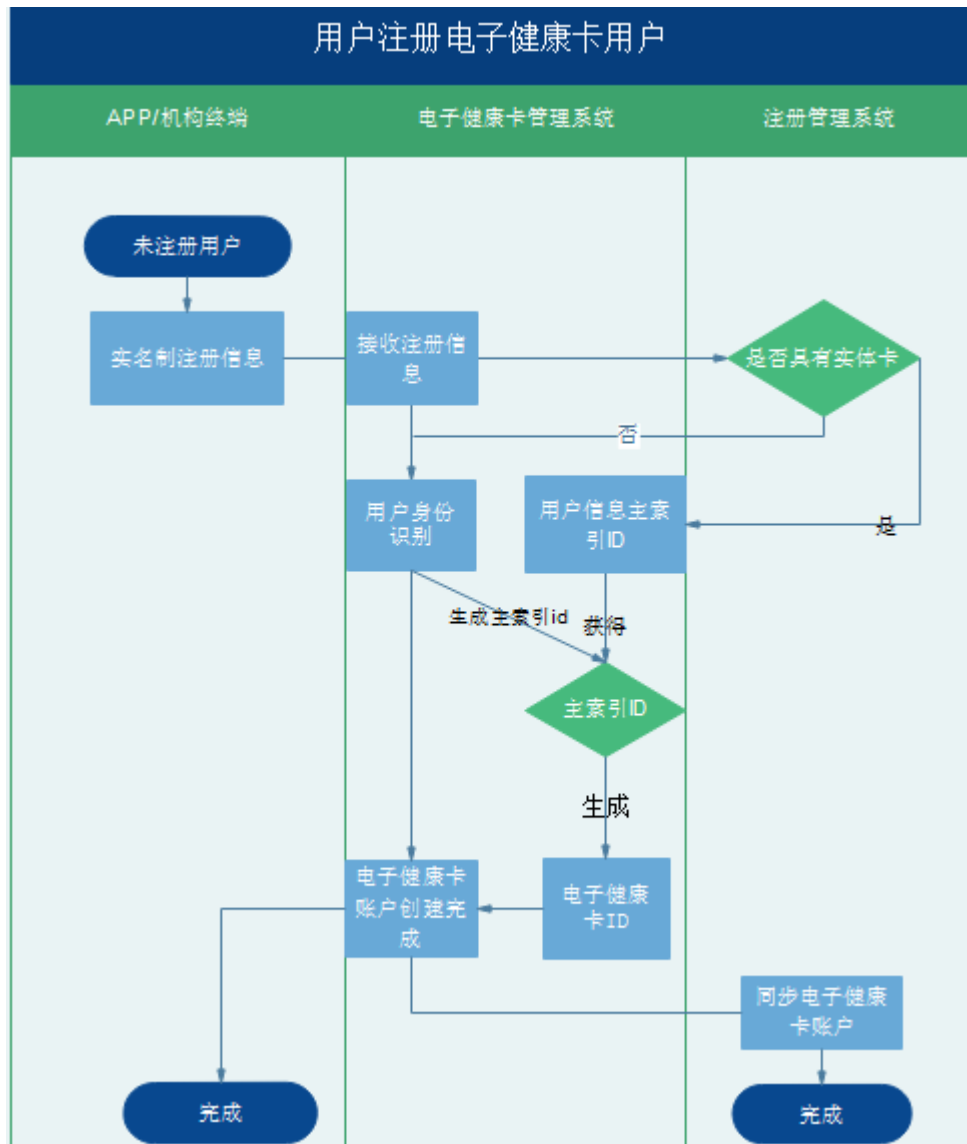 用户注册电子健康卡用户
APP/机构终端
电子健康卡管理系统
注册管理系统
未注册用户
实名制注册信息
接收注册信
息
是否具有实体卡
否
用户身份
识别
用户信息主素
引ID
是
生成主索引id
获得
主素引ID
生成
电子健康卡
账户创建完
成
电子健康
卡ID
同步电子健康
卡账户
完成
完成